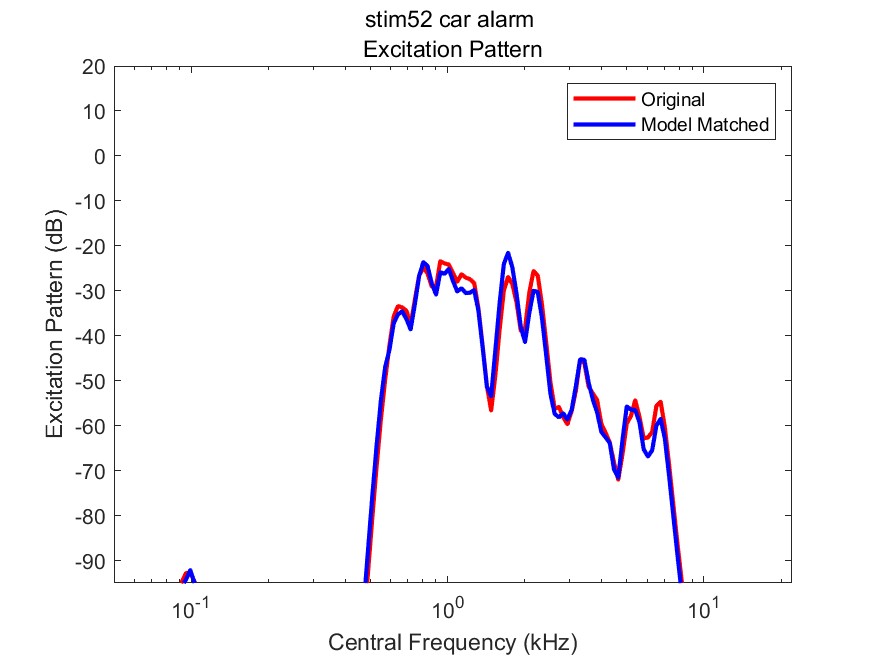 stim52 car alarm
Excitation Pattern
Original
Model Matched
Excitation Pattern (dB)
20
10
0
-10
-20
-30
-40
-50
-60
-70
-80
-90
10^-1
10^0
10^1
Central Frequency (kHz)